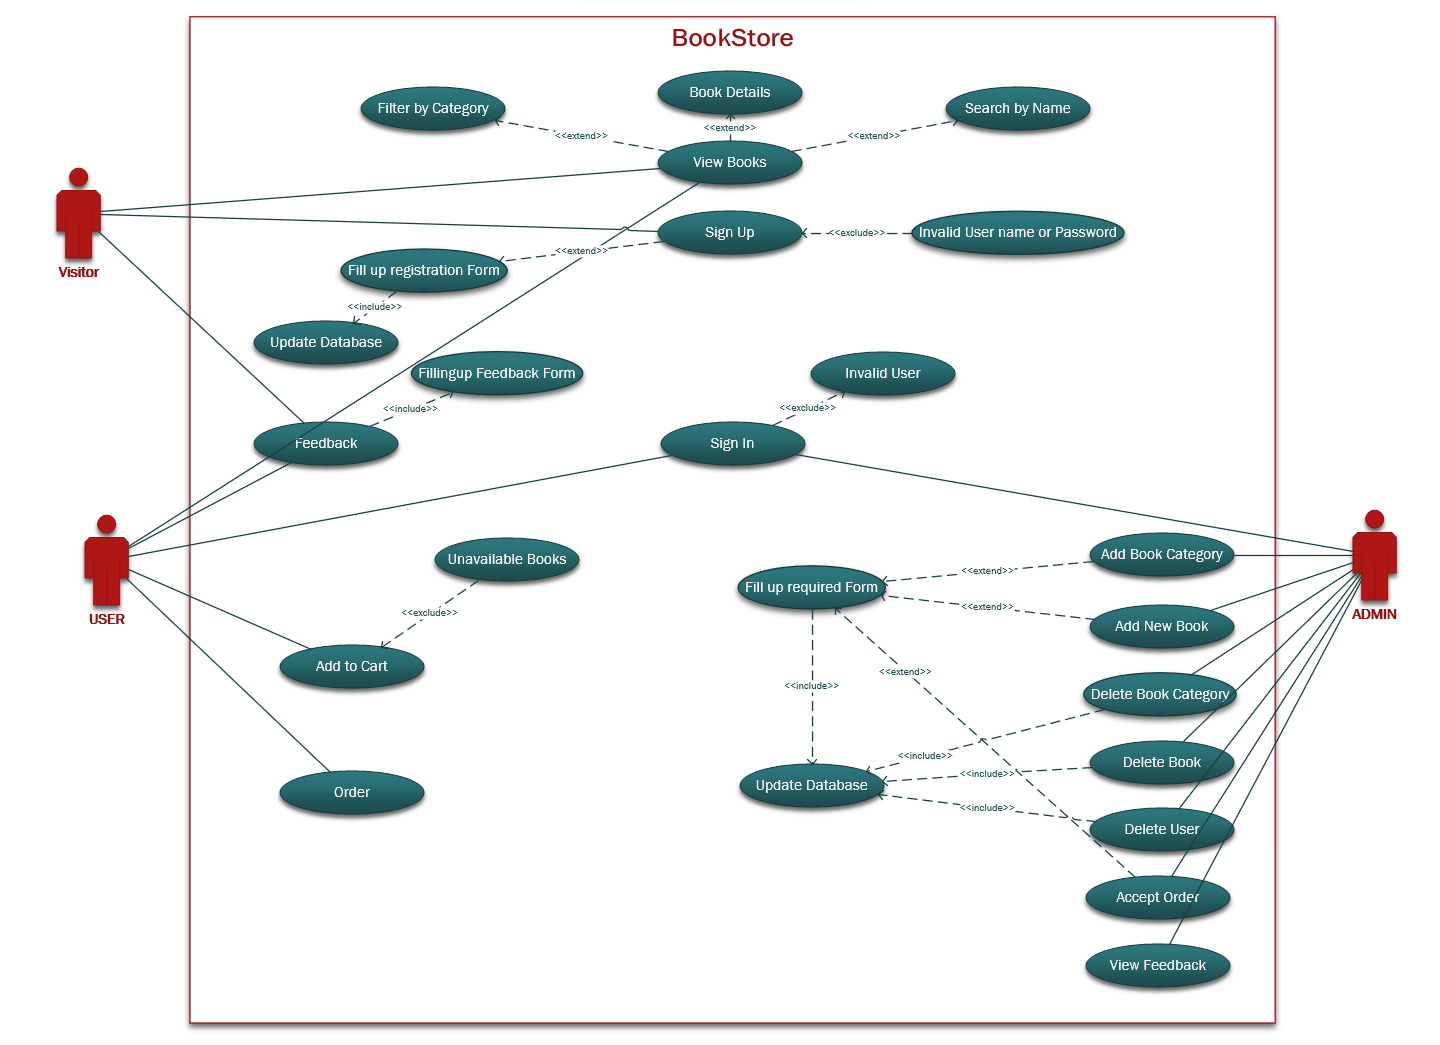 BookStore
Book Details
Filter by Category
Search by Name
<<extend>>
<<extend>>
<<extend>>
View Books
Visitor
Sign Up
<<exclude>>
Invalid User name or Password
<<extend>>
Fill up registration Form
<<include>>
Update Database
Fillingup Feedback Form
Invalid User
<<include>>
<<exclude>>
Feedback
Sign In
USER
ADMIN
Unavailable Books
Add Book Category
<<extend>>
Fill up required Form
<<extend>>
<<exclude>>
Add New Book
Add to Cart
<<extend>>
<<include>>
Delete Book Category
<<include>>
Delete Book
<<include>>
Update Database
Order
<<include>>
Delete User
Accept Order
View Feedback